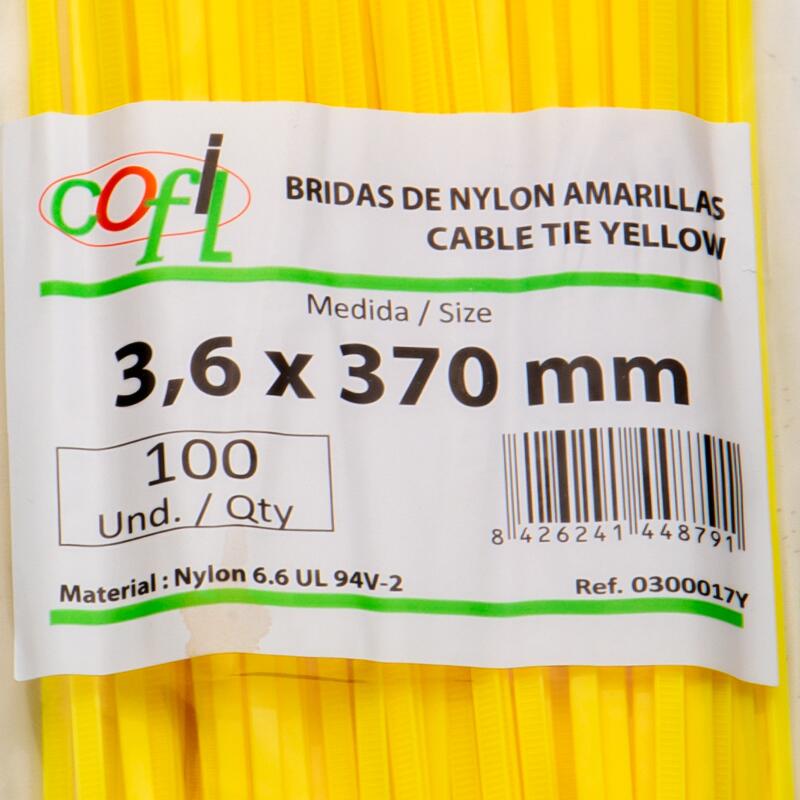 cofil
BRIDAS DE NYLON AMARILLAS
CABLE TIE YELLOW
Medida / Size
3,6 x 370 mm
100
Und. / Qty
8 426241 448791
Material : Nylon 6.6 UL 94V-2
Ref. 0300017Y